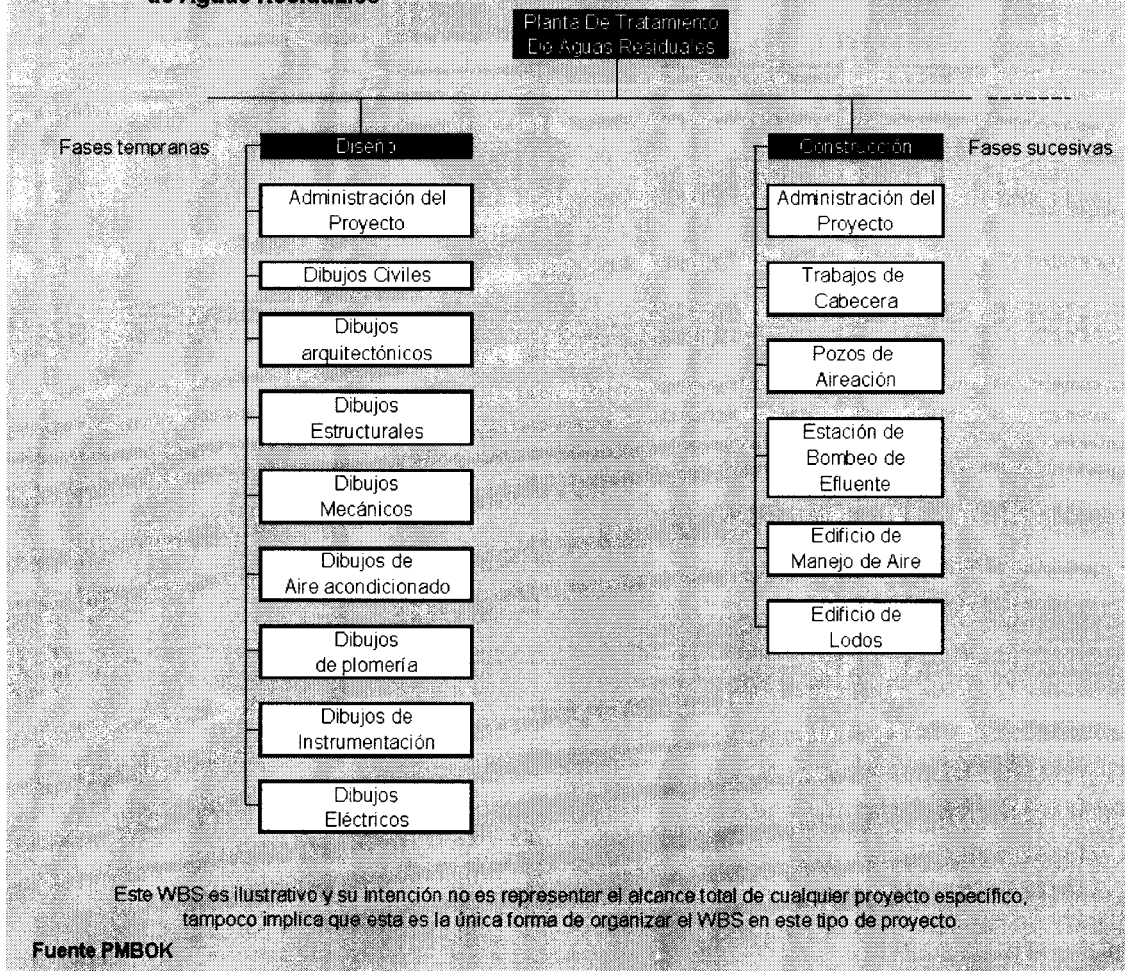 de Aguas Residuales
Planta De Tratamiento
De Aguas Residuales
Fases tempranas
Diseño
Construcción
Fases sucesivas
Administración del
Proyecto
Dibujos Civiles
Dibujos
arquitectónicos
Dibujos
Estructurales
Dibujos
Mecánicos
Dibujos de
Aire acondicionado
Dibujos
de plomería
Dibujos de
Instrumentación
Dibujos
Eléctricos
Administración del
Proyecto
Trabajos de
Cabecera
Pozos de
Aireación
Estación de
Bombeo de
Efluente
Edificio de
Manejo de Aire
Edificio de
Lodos
Este WBS es ilustrativo y su intención no es representar el alcance total de cualquier proyecto específico,
tampoco implica que esta es la única forma de organizar el WBS en este tipo de proyecto.
Fuente PMBOK